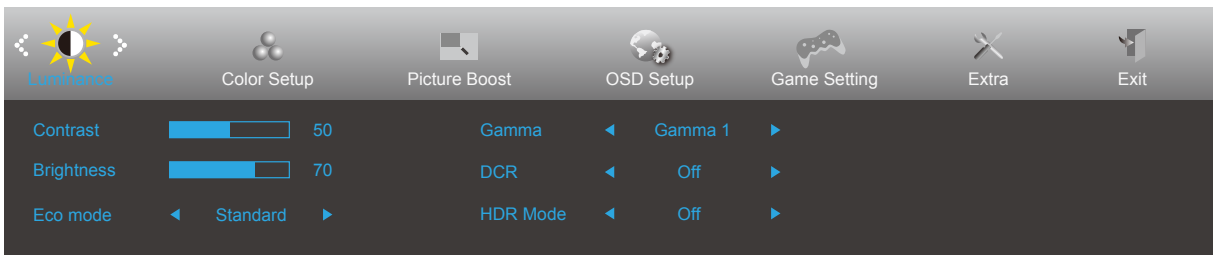 Luminance Color Setup Picture Boost OSD Setup Game Setting Extra Exit
Contrast 50 Gamma Gamma 1
Brightness 70 DCR Off
Eco mode Standard HDR Mode Off